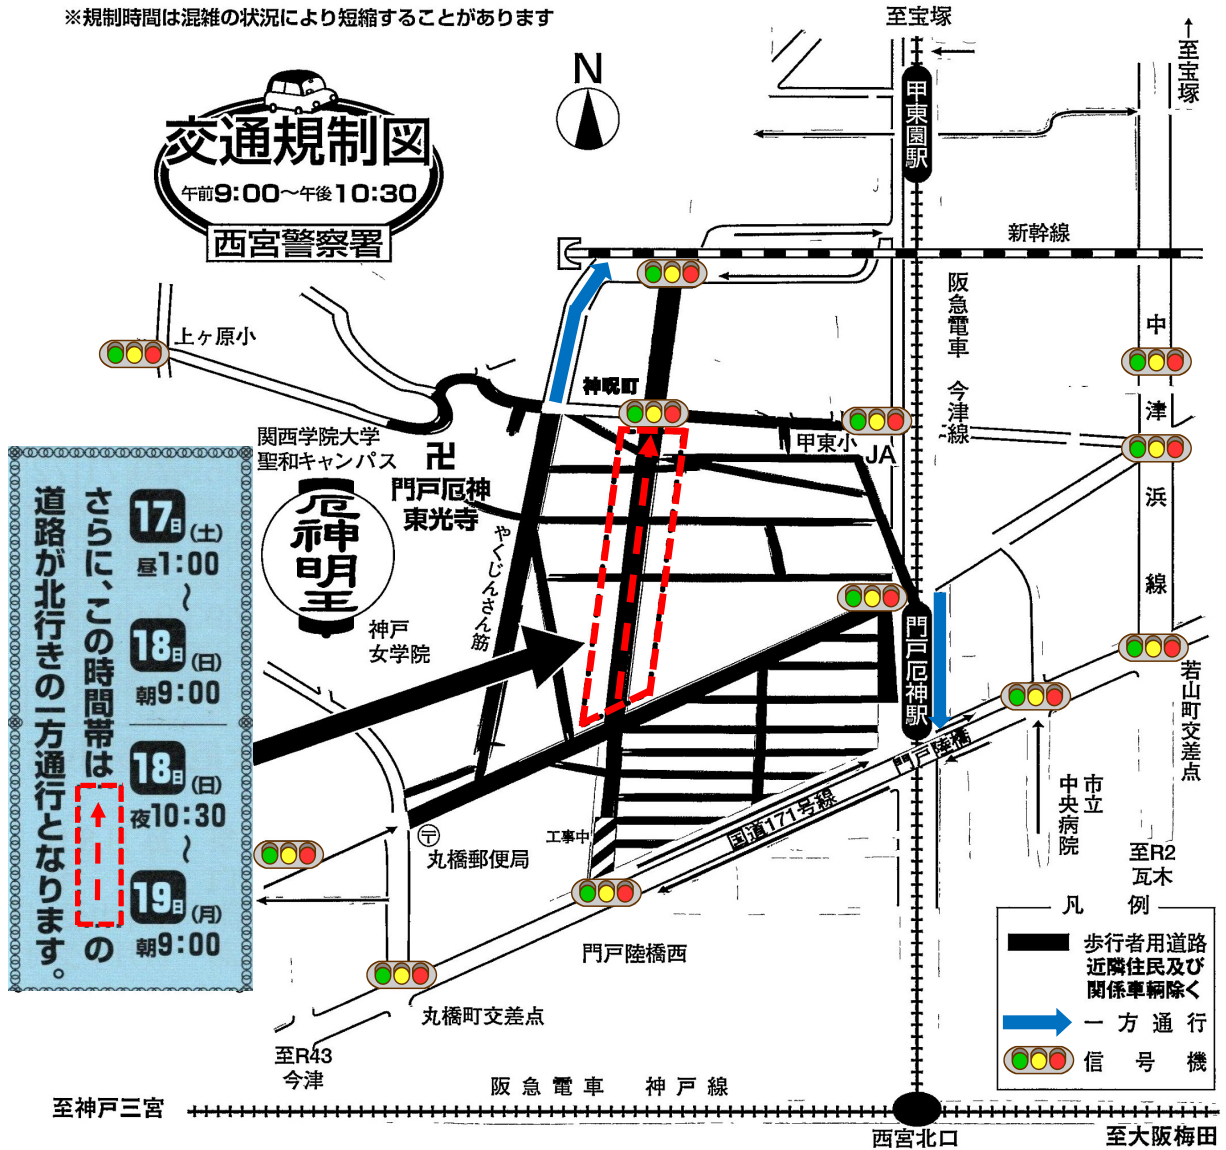 ※規制時間は混雑の状況により短縮することがあります
交通規制図
午前9:00～午後10:30
西宮警察署
N
至宝塚
至宝塚
甲東園駅
新幹線
阪急電車 今津線
中津浜線
上ヶ原小
神呪町
甲東小
JA
関西学院大学
聖和キャンパス
卍
門戸厄神
東光寺
厄神明王
やくじんさん筋
神戸
女学院
門戸厄神駅
若山町交差点
門戸陸橋
国道171号線
市立
中央病院
工事中
〒
丸橋郵便局
至R2
瓦木
門戸陸橋西
丸橋町交差点
至R43
今津
17日(土)
昼1:00
～
18日(日)
朝9:00
18日(日)
夜10:30
～
19日(月)
朝9:00
さらに、この時間帯は の
道路が北行きの一方通行となります。
凡例
歩行者用道路
近隣住民及び
関係車輌除く
一方通行
信号機
阪急電車 神戸線
至神戸三宮
西宮北口
至大阪梅田